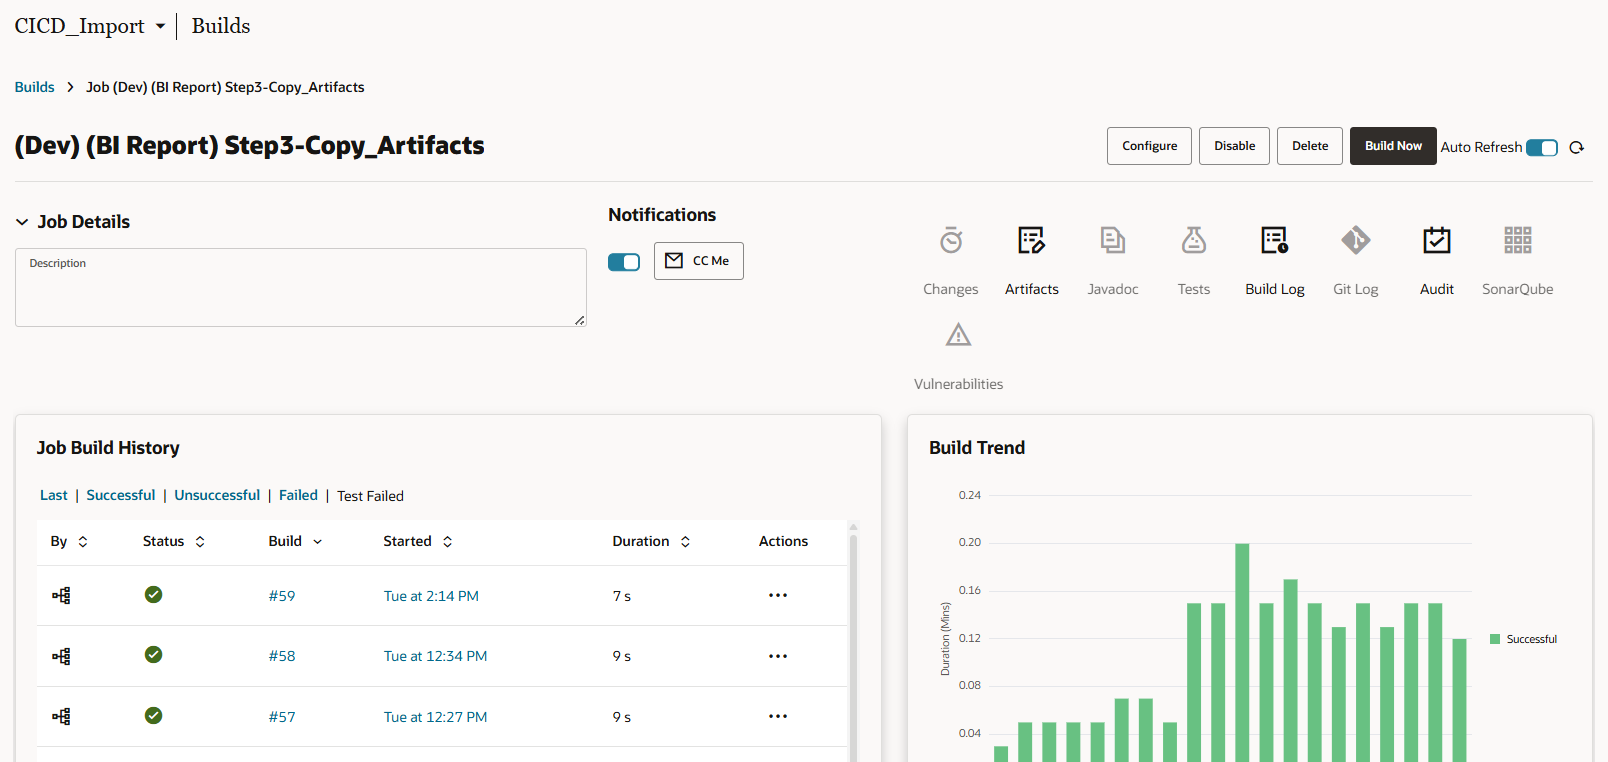 CICD_Import | Builds
Builds > Job (Dev) (BI Report) Step3-Copy_Artifacts
(Dev) (BI Report) Step3-Copy_Artifacts
Configure Disable Delete Build Now Auto Refresh
Job Details
Description
Notifications
CC Me
Changes Artifacts Javadoc Tests Build Log Git Log Audit SonarQube
Vulnerabilities
Job Build History
Last | Successful | Unsuccessful | Failed | Test Failed
By Status Build Started Duration Actions
#59 Tue at 2:14 PM 7 s
#58 Tue at 12:34 PM 9 s
#57 Tue at 12:27 PM 9 s
Build Trend
Duration (Mins)
0.24
0.20
0.16
0.12
0.08
0.04
Successful